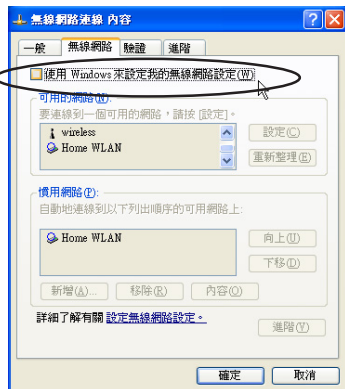 無線網路連線 內容
一般 無線網路 驗證 進階
使用 Windows 來設定我的無線網路設定(W)
可用的網路(N):
要連線到一個可用的網路，請按 [設定]。
wireless
Home WLAN
設定(C)
重新整理(E)
慣用網路(P):
自動地連線到以下列出順序的可用網路上:
Home WLAN
向上(U)
下移(D)
新增(A)... 移除(R) 內容(O)
詳細了解有關 設定無線網路設定。
進階(V)
確定 取消